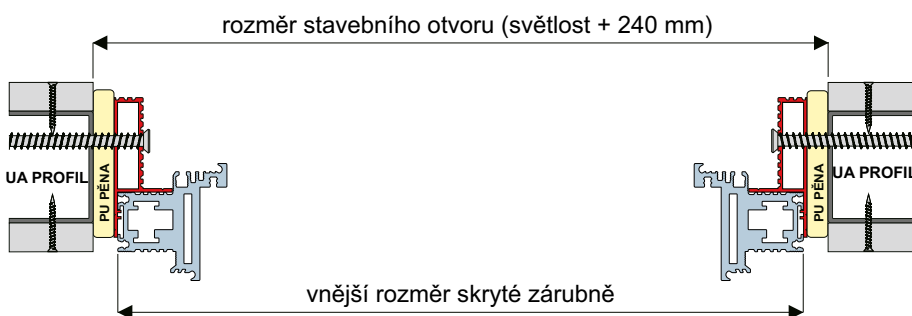 rozměr stavebního otvoru (světlost + 240 mm)
UA PROFIL
PU PĚNA
PU PĚNA
UA PROFIL
vnější rozměr skryté zárubně